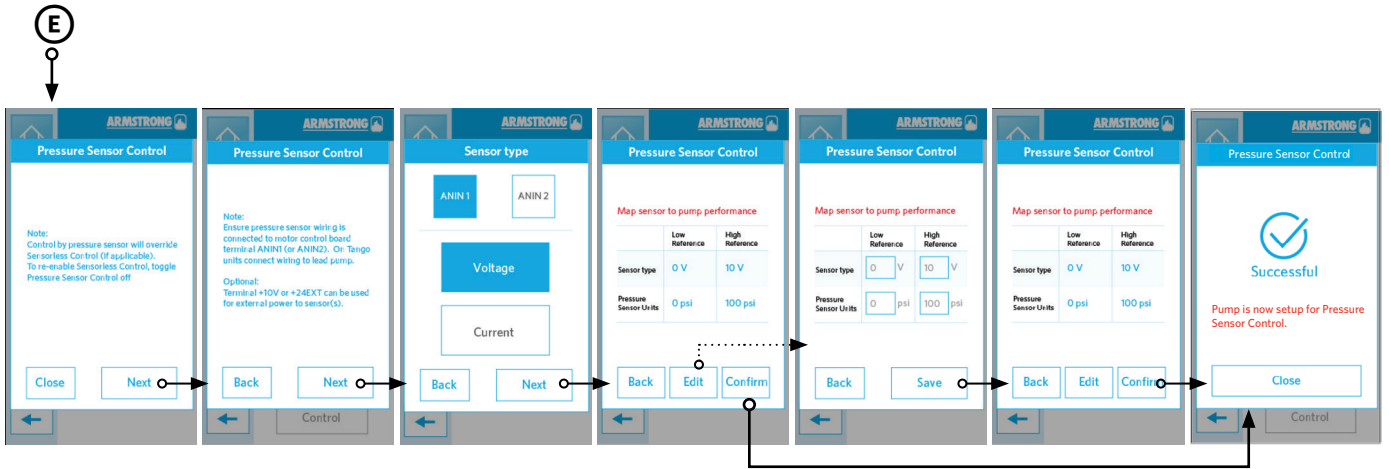 E
ARMSTRONG
Pressure Sensor Control
Note:
Control by pressure sensor will override
Sensorless Control (if applicable).
To re-enable Sensorless Control, toggle
Pressure Sensor Control off
Close
Next
ARMSTRONG
Pressure Sensor Control
Note:
Ensure pressure sensor wiring is
connected to motor control board
terminal ANIN1 (or ANIN2). On Tango
units connect wiring to lead pump.
Optional:
Terminal +10V or +24EXT can be used
for external power to sensor(s).
Back
Next
Control
ARMSTRONG
Sensor type
ANIN 1
ANIN 2
Voltage
Current
Back
Next
ARMSTRONG
Pressure Sensor Control
Map sensor to pump performance
Low High
Reference Reference
Sensor type 0 V 10 V
Pressure
Sensor Units 0 psi 100 psi
Back
Edit
Confirm
ARMSTRONG
Pressure Sensor Control
Map sensor to pump performance
Low High
Reference Reference
Sensor type 0 V 10 V
Pressure
Sensor Units 0 psi 100 psi
Back
Save
ARMSTRONG
Pressure Sensor Control
Map sensor to pump performance
Low High
Reference Reference
Sensor type 0 V 10 V
Pressure
Sensor Units 0 psi 100 psi
Back
Edit
Confirm
ARMSTRONG
Pressure Sensor Control
Successful
Pump is now setup for Pressure
Sensor Control.
Close
Control